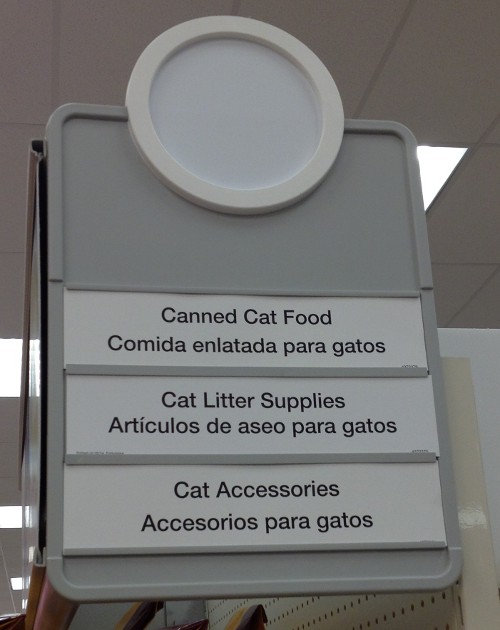 Canned Cat Food
Comida enlatada para gatos
Cat Litter Supplies
Artículos de aseo para gatos
Cat Accessories
Accesorios para gatos